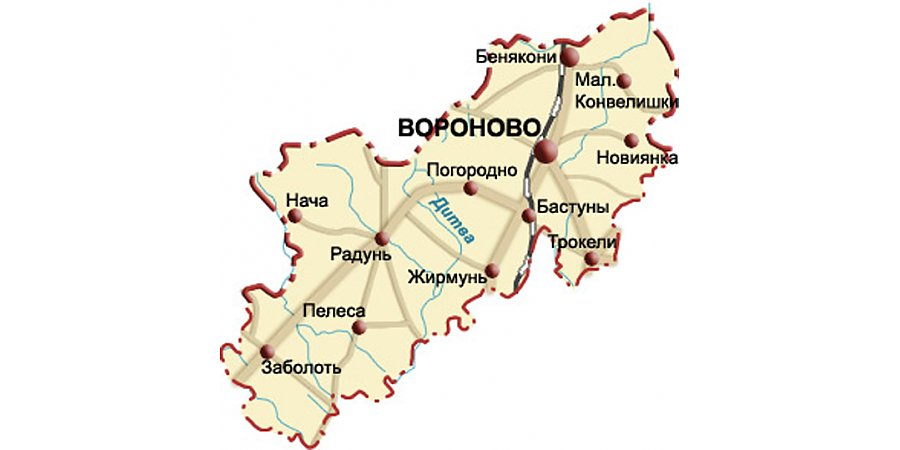 Бенякони
Мал.
Конвелишки
ВОРОНОВО
Новиянка
Погородно
Нача
Дитва
Бастуны
Радунь
Трокели
Жирмунь
Пелеса
Заболоть